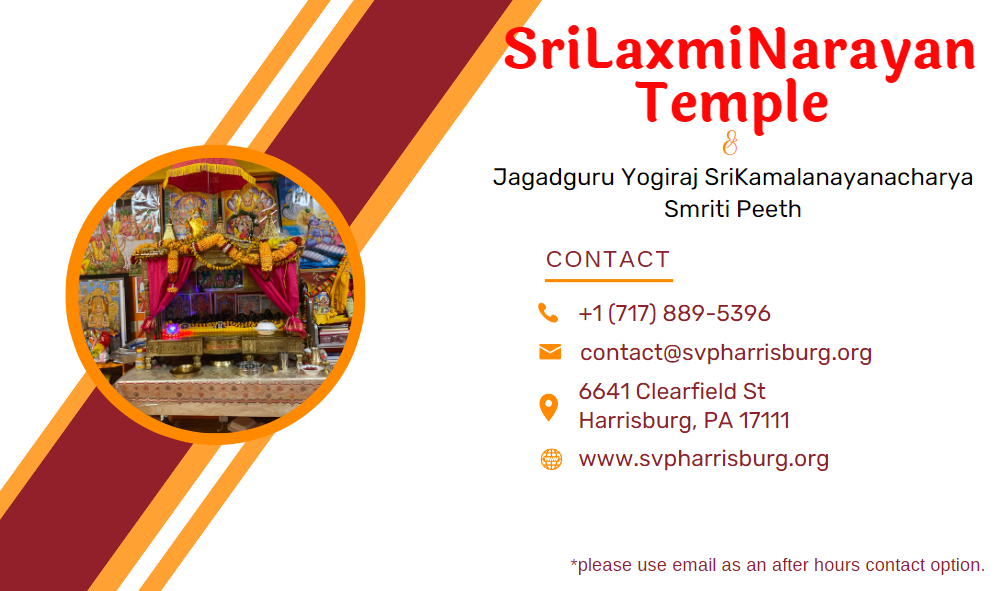 SriLaxmiNarayan
Temple
&
Jagadguru Yogiraj SriKamalanayanacharya
Smriti Peeth
CONTACT
+1 (717) 889-5396
contact@svpharrisburg.org
6641 Clearfield St
Harrisburg, PA 17111
www.svpharrisburg.org
*please use email as an after hours contact option.